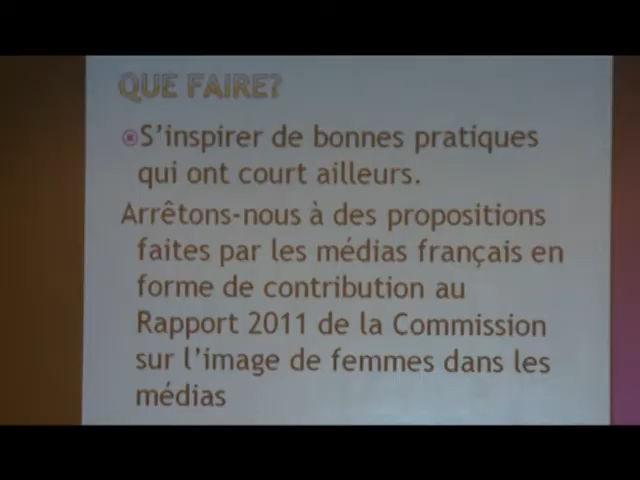 QUE FAIRE?
S'inspirer de bonnes pratiques
qui ont court ailleurs.
Arrêtons-nous à des propositions
faites par les médias français en
forme de contribution au
Rapport 2011 de la Commission
sur l'image de femmes dans les
médias